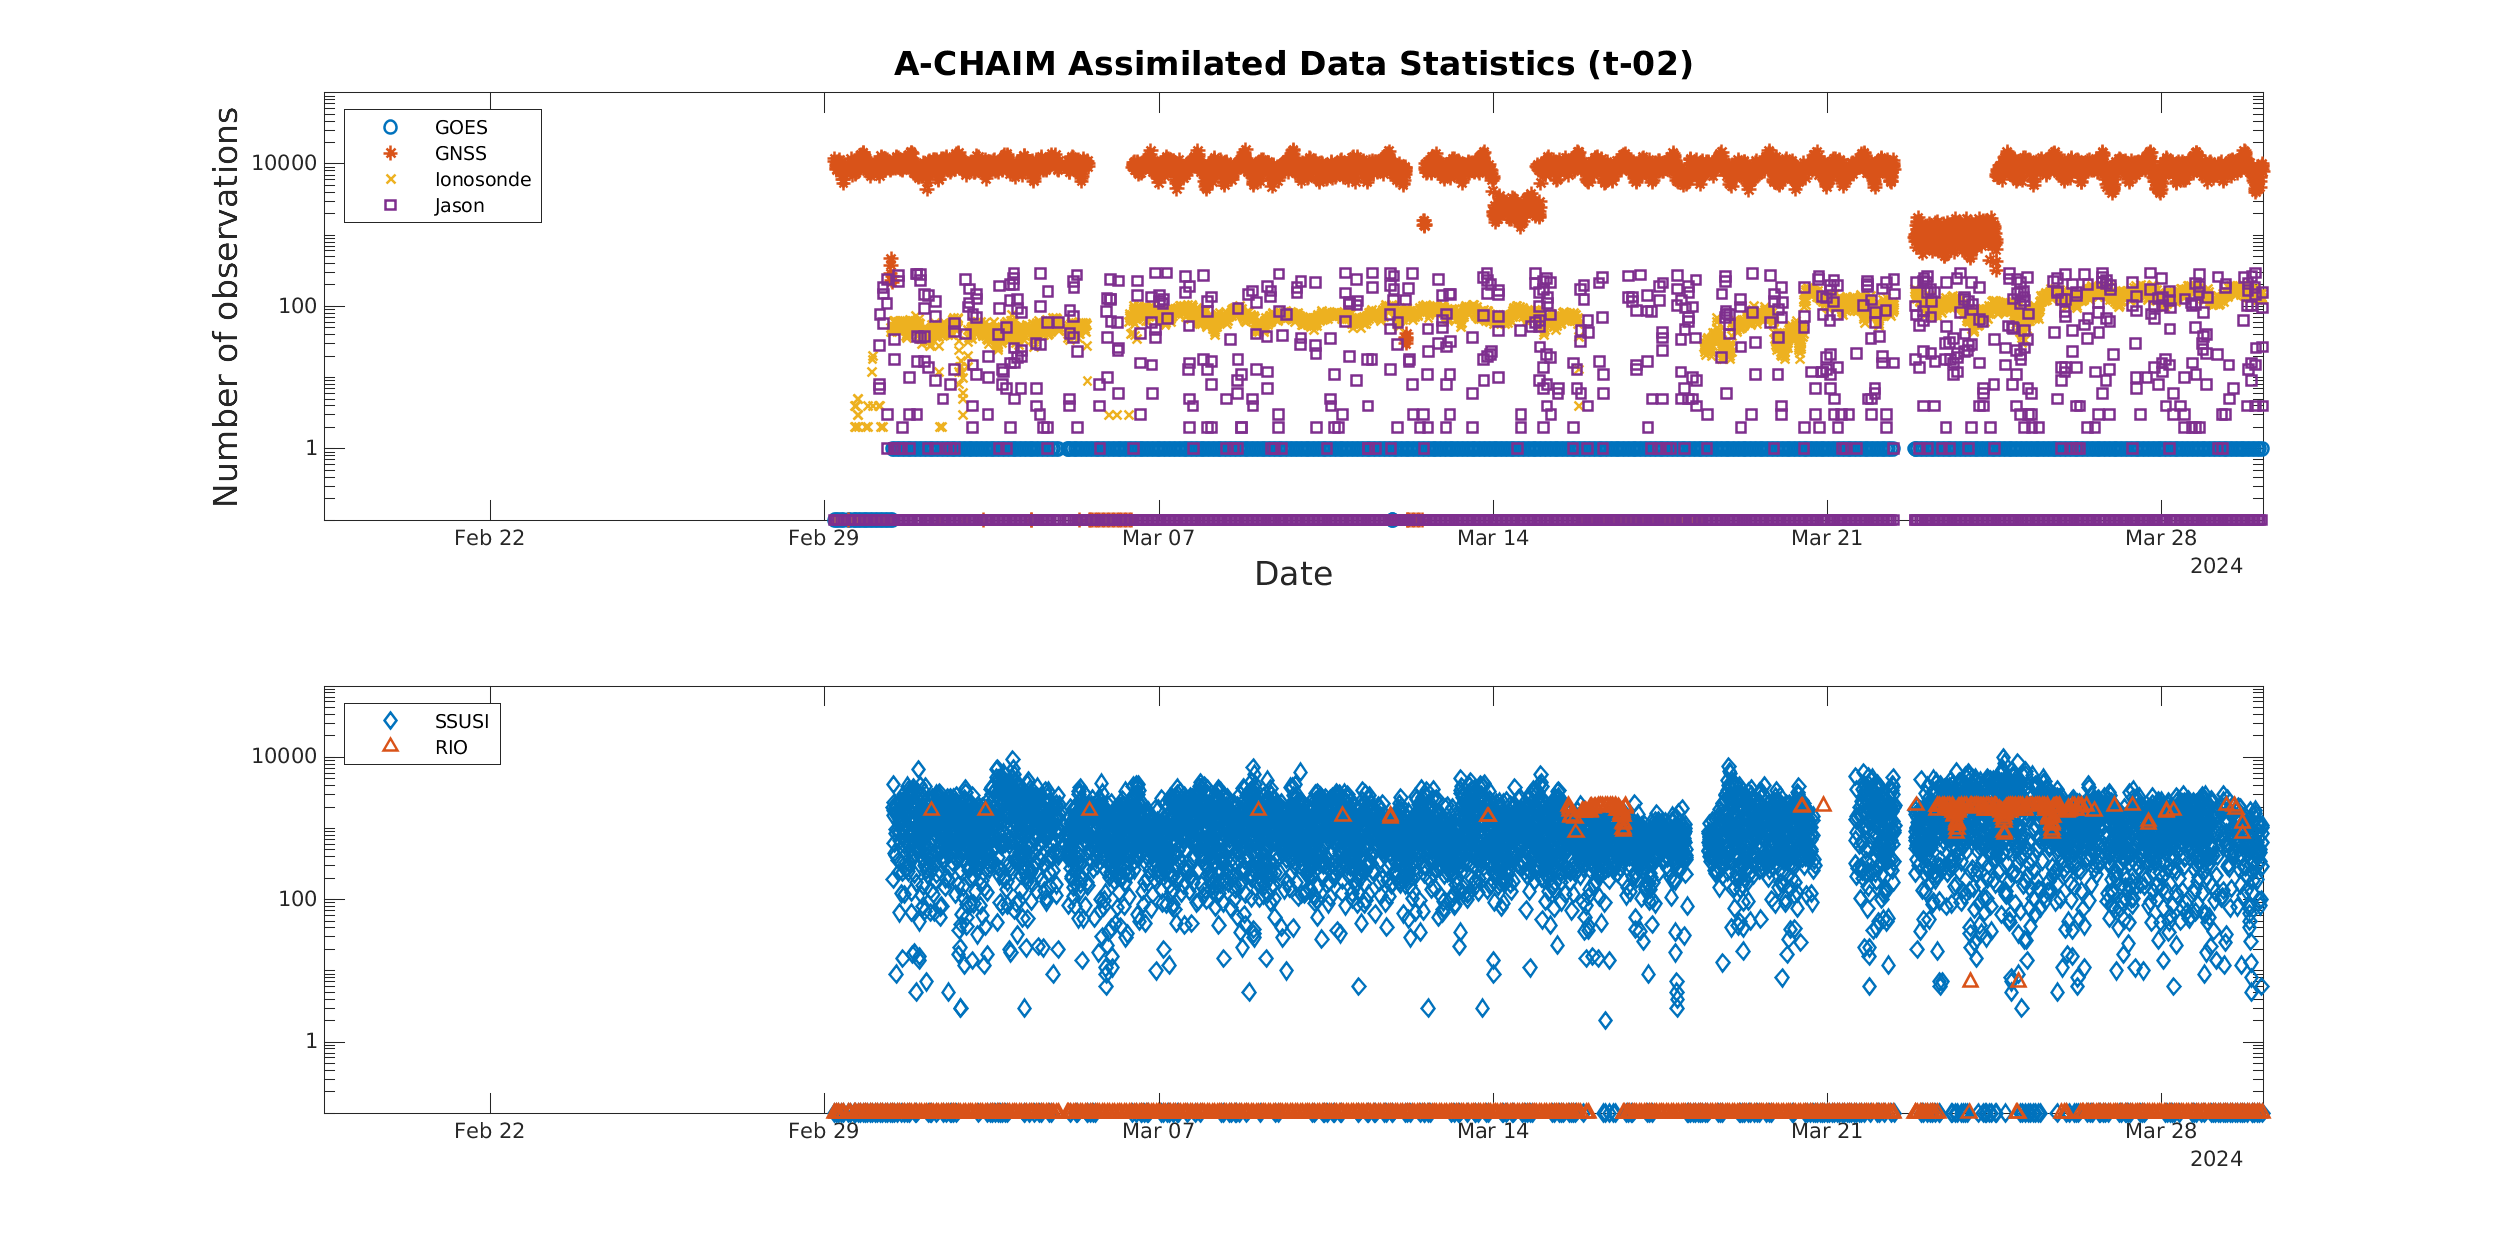 A-CHAIM Assimilated Data Statistics (t-02)
Number of observations
10000
100
1
GOES
GNSS
Ionosonde
Jason
Feb 22
Feb 29
Mar 07
Mar 14
Mar 21
Mar 28
2024
Date
10000
100
1
SSUSI
RIO
Feb 22
Feb 29
Mar 07
Mar 14
Mar 21
Mar 28
2024